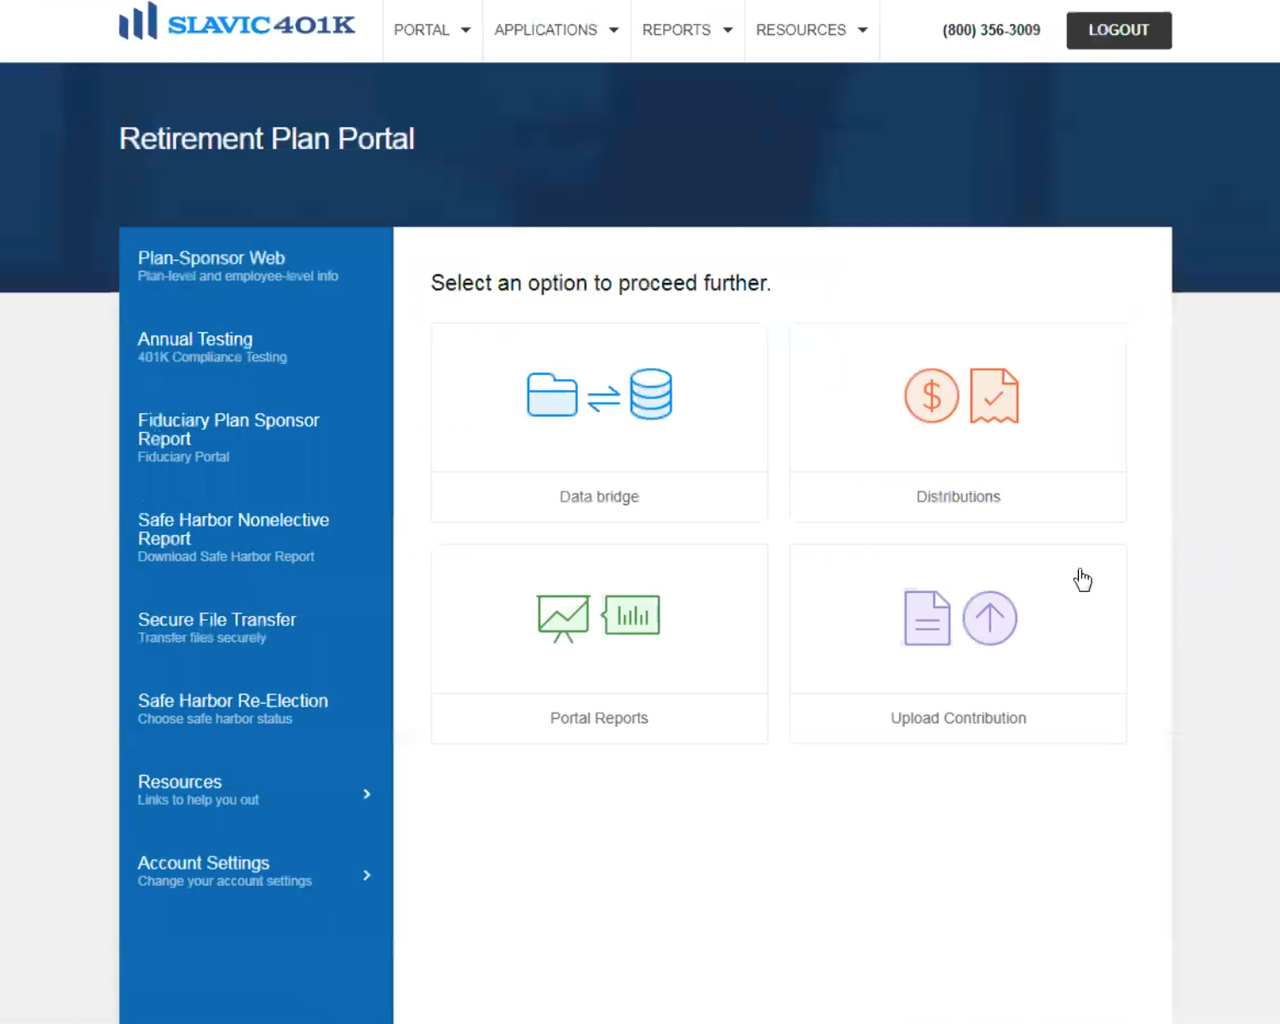 SLAVIC401K
PORTAL
APPLICATIONS
REPORTS
RESOURCES
(800) 356-3009
LOGOUT
Retirement Plan Portal
Plan-Sponsor Web
Plan-level and employee-level info
Annual Testing
401K Compliance Testing
Fiduciary Plan Sponsor
Report
Fiduciary Portal
Safe Harbor Nonelective
Report
Download Safe Harbor Report
Secure File Transfer
Transfer files securely
Safe Harbor Re-Election
Choose safe harbor status
Resources
Links to help you out
Account Settings
Change your account settings
Select an option to proceed further.
Data bridge
Distributions
Portal Reports
Upload Contribution